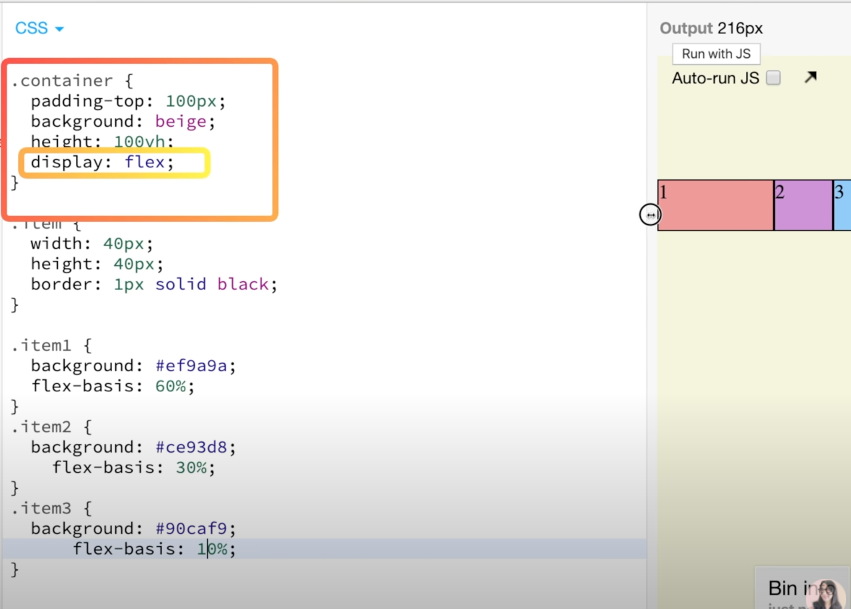 CSS
.container {
padding-top: 100px;
background: beige;
height: 100vh;
display: flex;
}
.item {
width: 40px;
height: 40px;
border: 1px solid black;
}
.item1 {
background: #ef9a9a;
flex-basis: 60%;
}
.item2 {
background: #ce93d8;
flex-basis: 30%;
}
.item3 {
background: #90caf9;
flex-basis: 10%;
}
Output 216px
Run with JS
Auto-run JS
1 2 3
Bin in
just